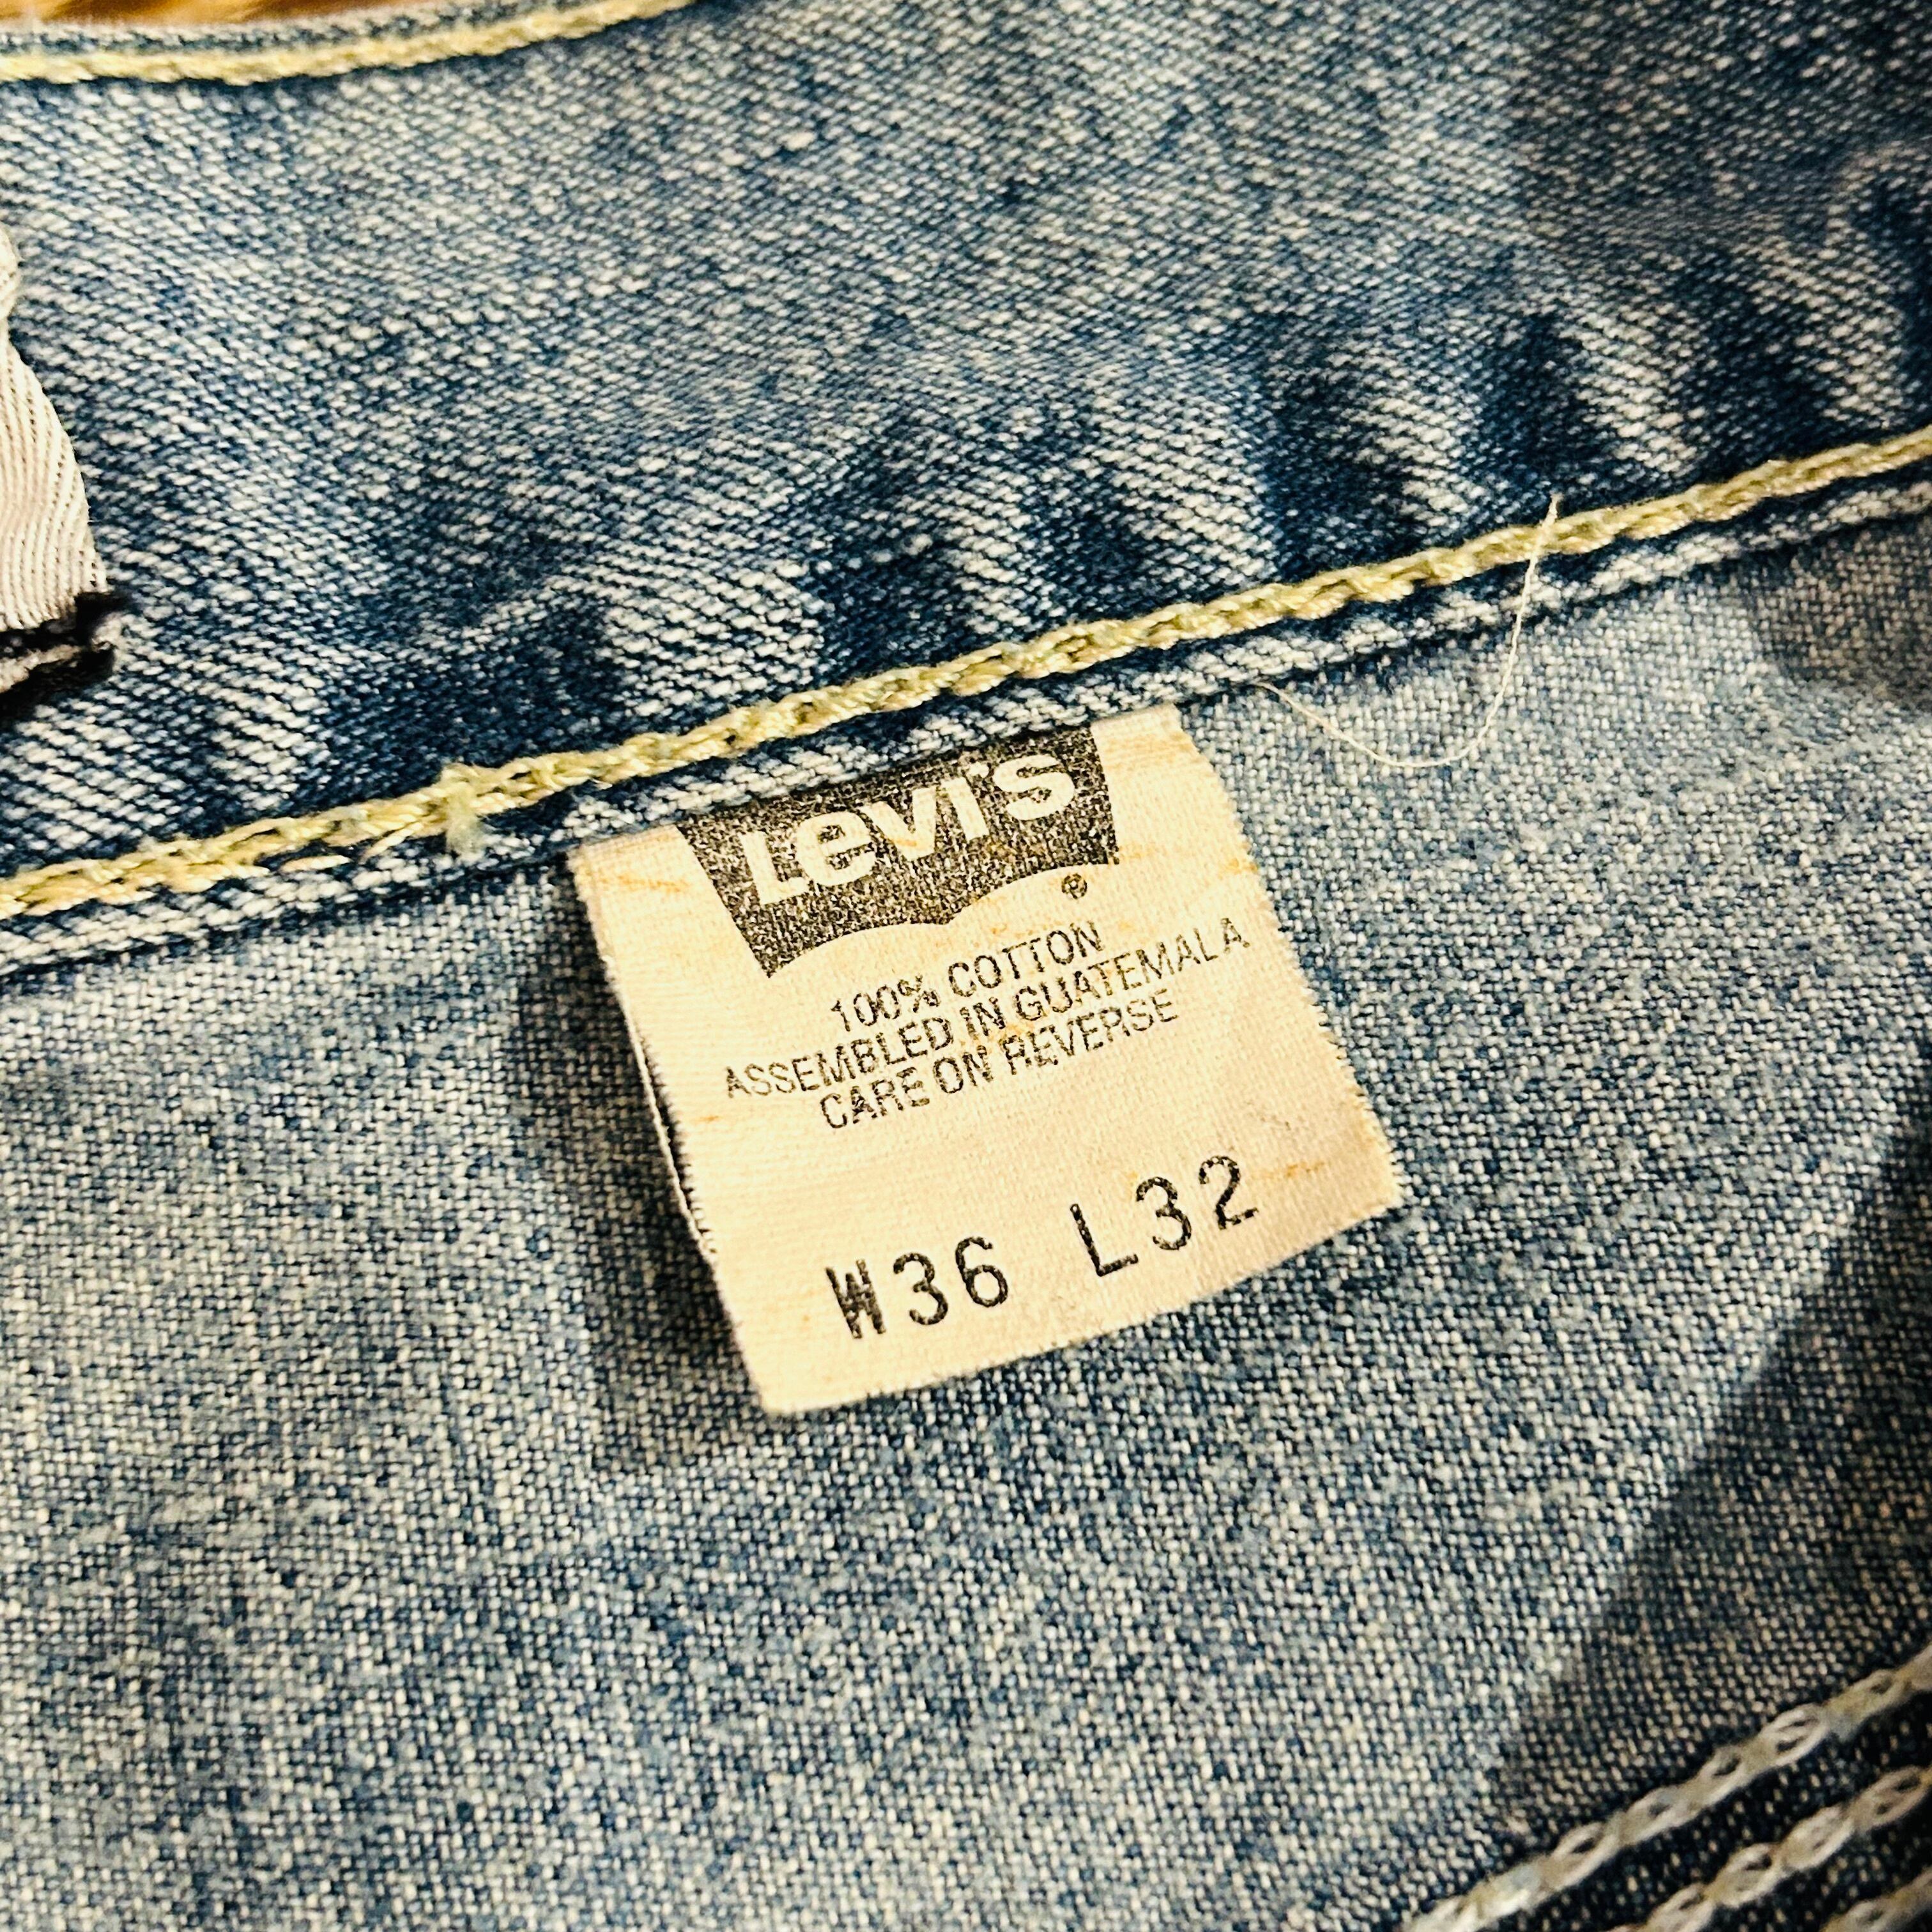 Levi's
®
100% COTTON
ASSEMBLED IN GUATEMALA
CARE ON REVERSE
W36 L32